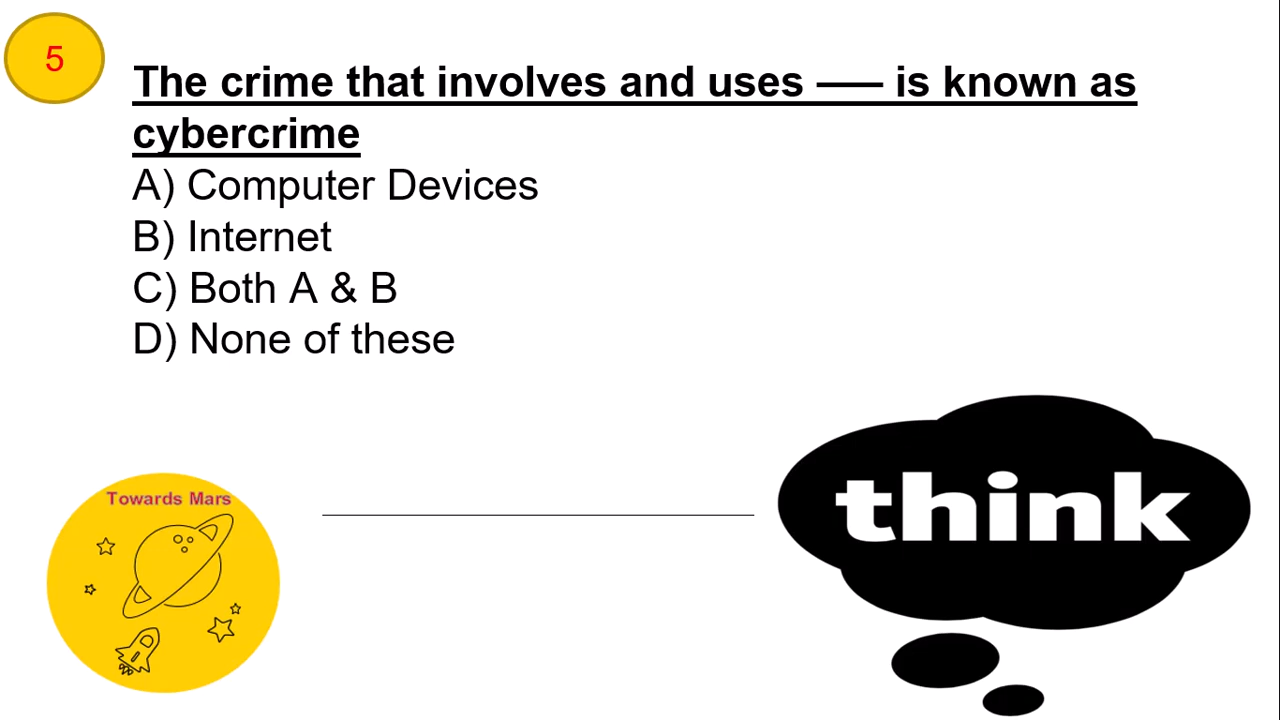 5
The crime that involves and uses —– is known as
cybercrime
A) Computer Devices
B) Internet
C) Both A & B
D) None of these
Towards Mars
think